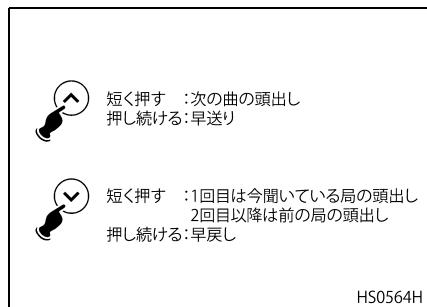 短く押す　：次の曲の頭出し
押し続ける：早送り
短く押す　：1回目は今聞いている局の頭出し
2回目以降は前の局の頭出し
押し続ける：早戻し
HS0564H